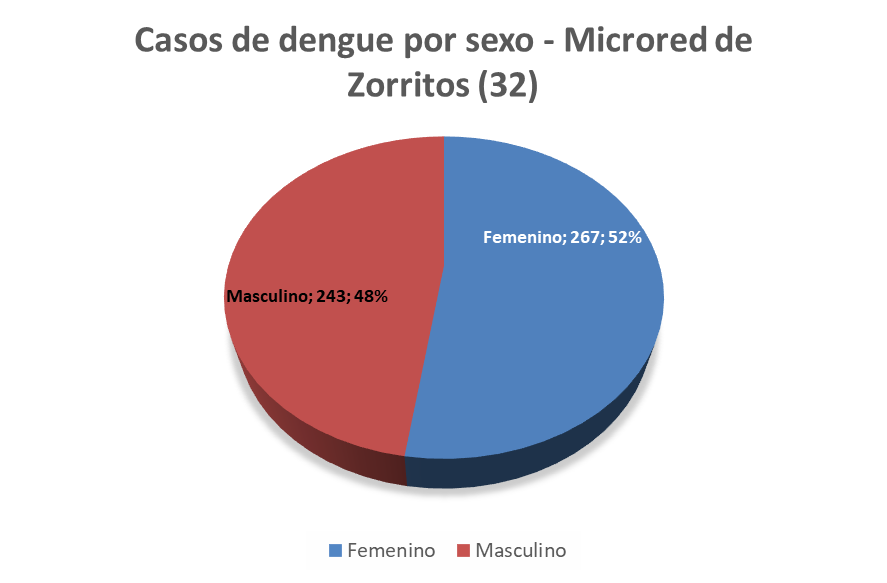 Casos de dengue por sexo - Microred de
Zorritos (32)
Femenino; 267; 52%
Masculino; 243; 48%
Femenino
Masculino